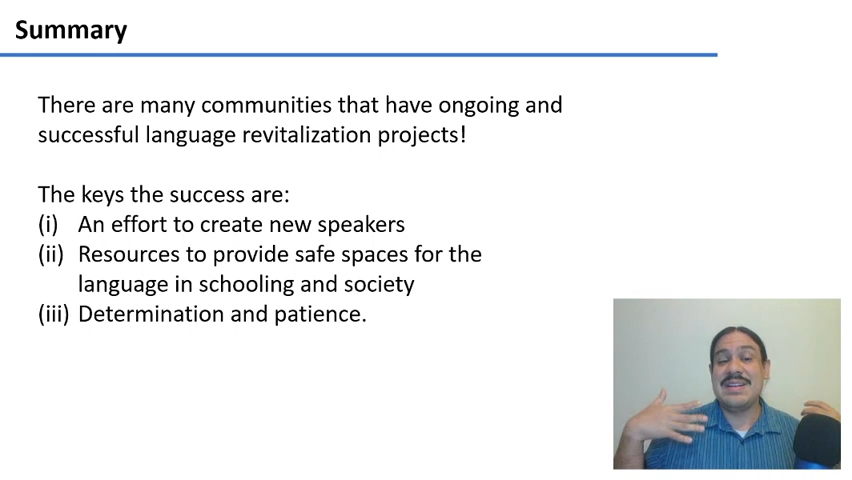 Summary
There are many communities that have ongoing and
successful language revitalization projects!
The keys the success are:
(i) An effort to create new speakers
(ii) Resources to provide safe spaces for the
language in schooling and society
(iii) Determination and patience.